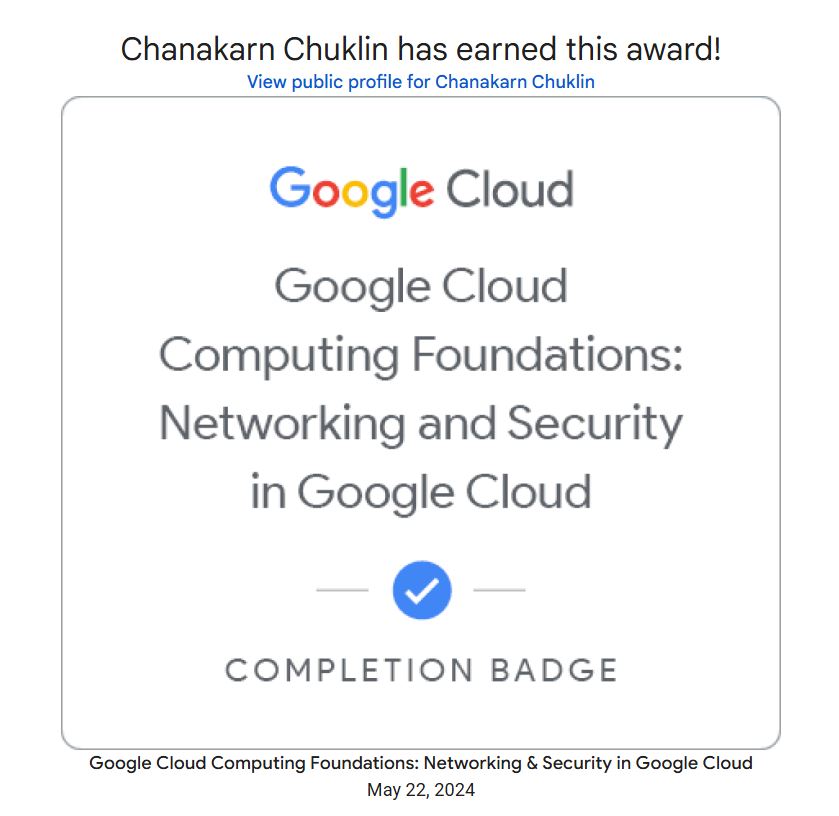 Chanakarn Chuklin has earned this award!
View public profile for Chanakarn Chuklin
Google Cloud
Google Cloud
Computing Foundations:
Networking and Security
in Google Cloud
COMPLETION BADGE
Google Cloud Computing Foundations: Networking & Security in Google Cloud
May 22, 2024